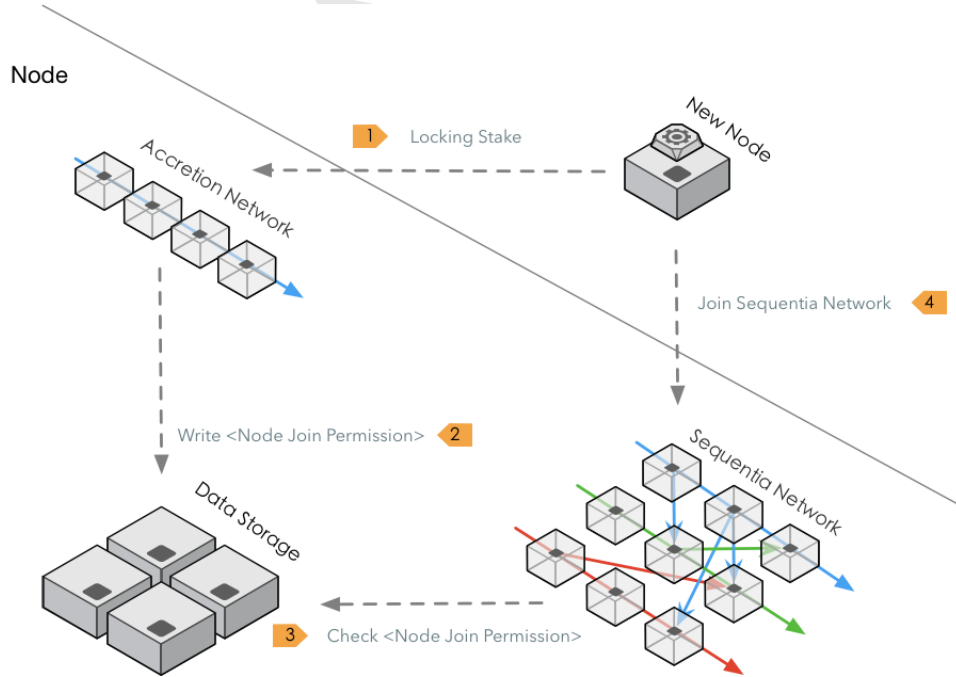 Node
New Node
1 Locking Stake
Accretion Network
Join Sequentia Network 4
Write <Node Join Permission> 2
Sequentia Network
Data Storage
3 Check <Node Join Permission>